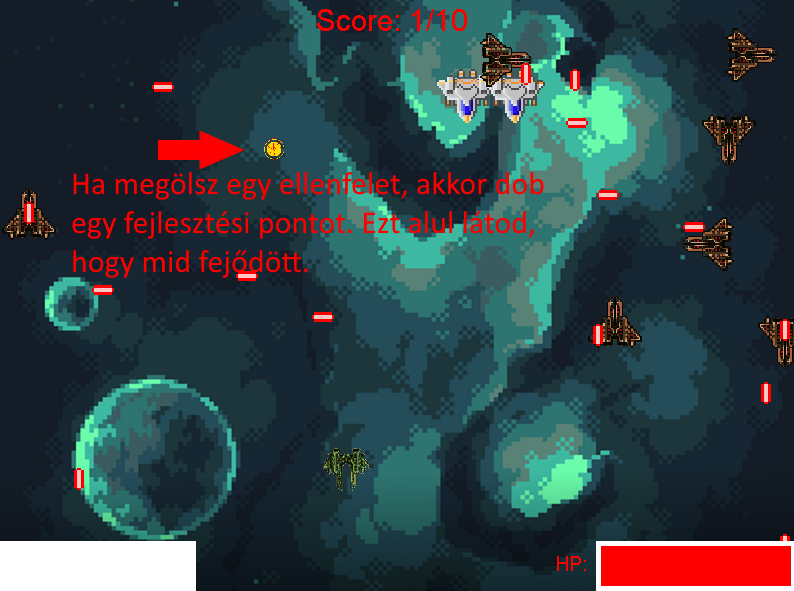 Score: 1/10
Ha megölsz egy ellenfelet, akkor dob
egy fejlesztési pontot. Ezt alul látod,
hogy mid fejődött.
HP: